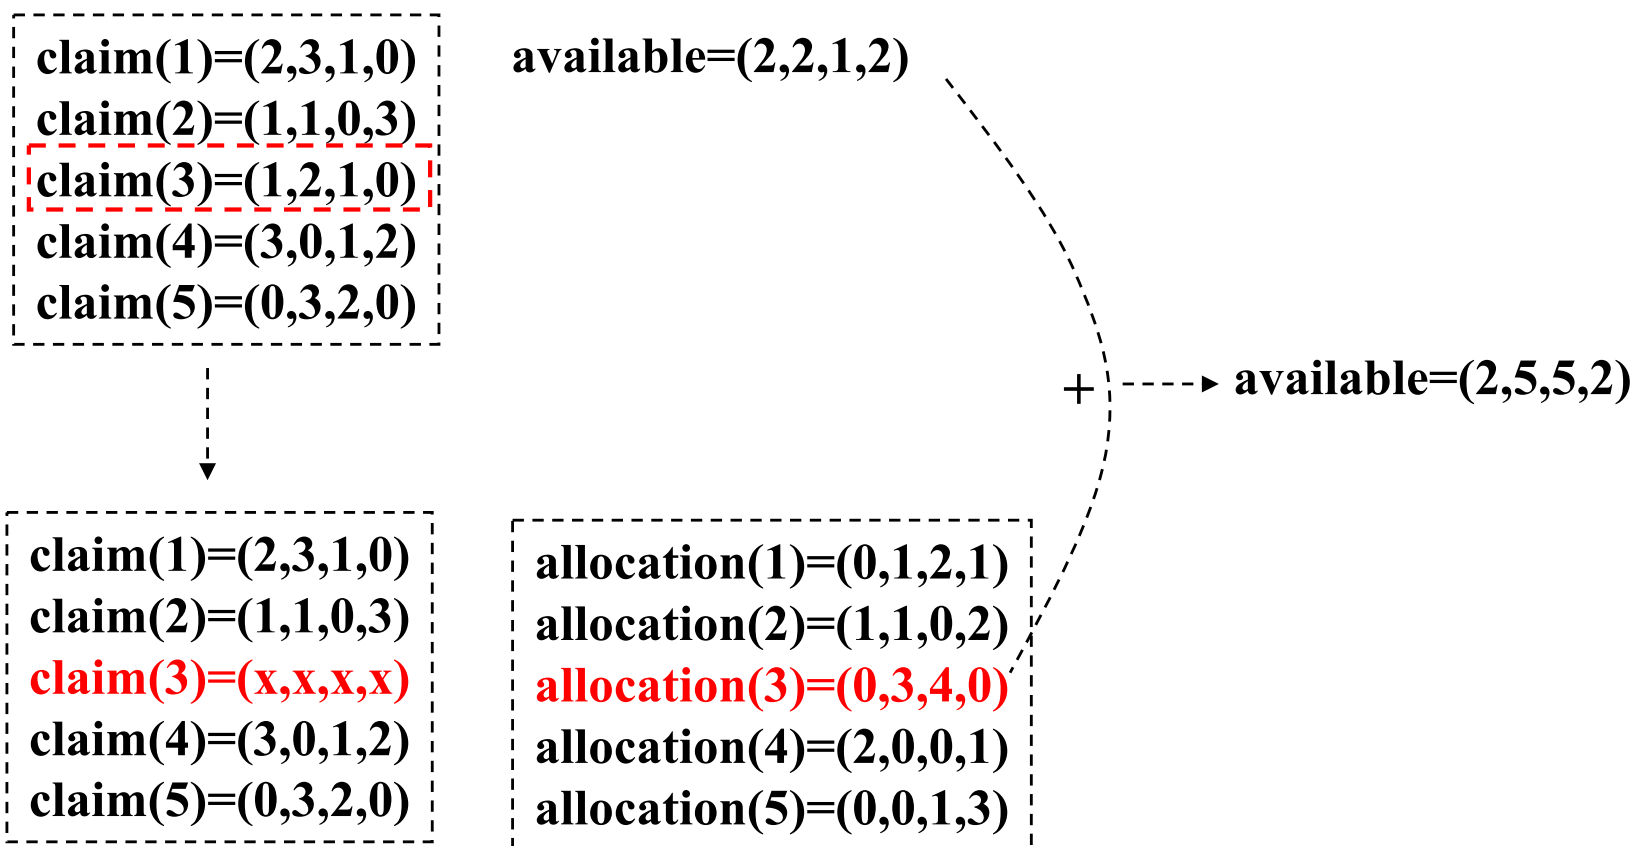 claim(1)=(2,3,1,0)
claim(2)=(1,1,0,3)
claim(3)=(1,2,1,0)
claim(4)=(3,0,1,2)
claim(5)=(0,3,2,0)
available=(2,2,1,2)
+
available=(2,5,5,2)
claim(1)=(2,3,1,0)
claim(2)=(1,1,0,3)
claim(3)=(x,x,x,x)
claim(4)=(3,0,1,2)
claim(5)=(0,3,2,0)
allocation(1)=(0,1,2,1)
allocation(2)=(1,1,0,2)
allocation(3)=(0,3,4,0)
allocation(4)=(2,0,0,1)
allocation(5)=(0,0,1,3)